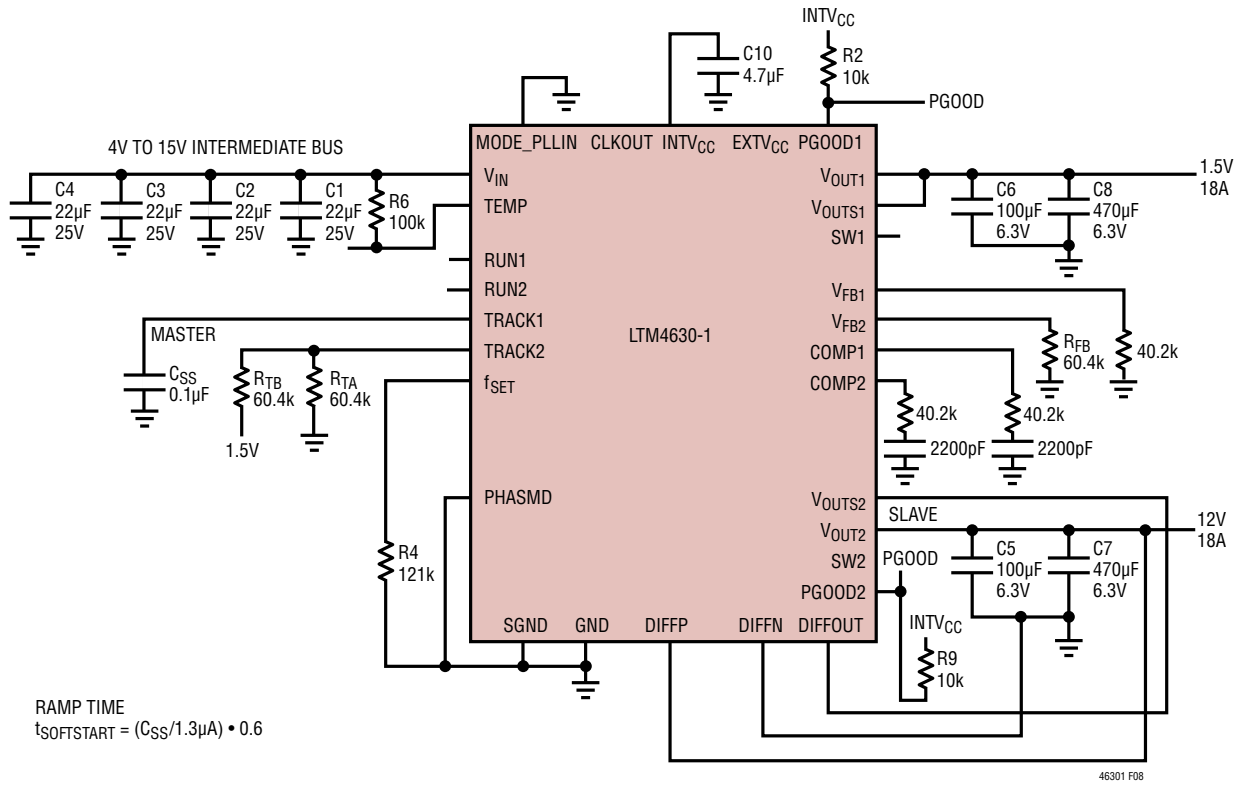 INTVCC
C10
4.7µF
R2
10k
PGOOD
4V TO 15V INTERMEDIATE BUS
MODE_PLLIN CLKOUT INTVCC EXTVCC PGOOD1
C4
22µF
25V
C3
22µF
25V
C2
22µF
25V
C1
22µF
25V
R6
100k
VIN
TEMP
RUN1
RUN2
TRACK1
TRACK2
fSET
PHASMD
MASTER
CSS
0.1µF
RTB
60.4k
RTA
60.4k
1.5V
R4
121k
LTM4630-1
VOUT1
VOUTS1
SW1
VFB1
VFB2
COMP1
COMP2
VOUTS2
VOUT2
SW2
PGOOD2
SGND GND DIFFP DIFFN DIFFOUT
1.5V
18A
C6
100µF
6.3V
C8
470µF
6.3V
RFB
60.4k
40.2k
40.2k
2200pF
40.2k
2200pF
SLAVE
12V
18A
PGOOD
C5
100µF
6.3V
C7
470µF
6.3V
INTVCC
R9
10k
RAMP TIME
tSOFTSTART = (CSS/1.3µA) • 0.6
46301 F08